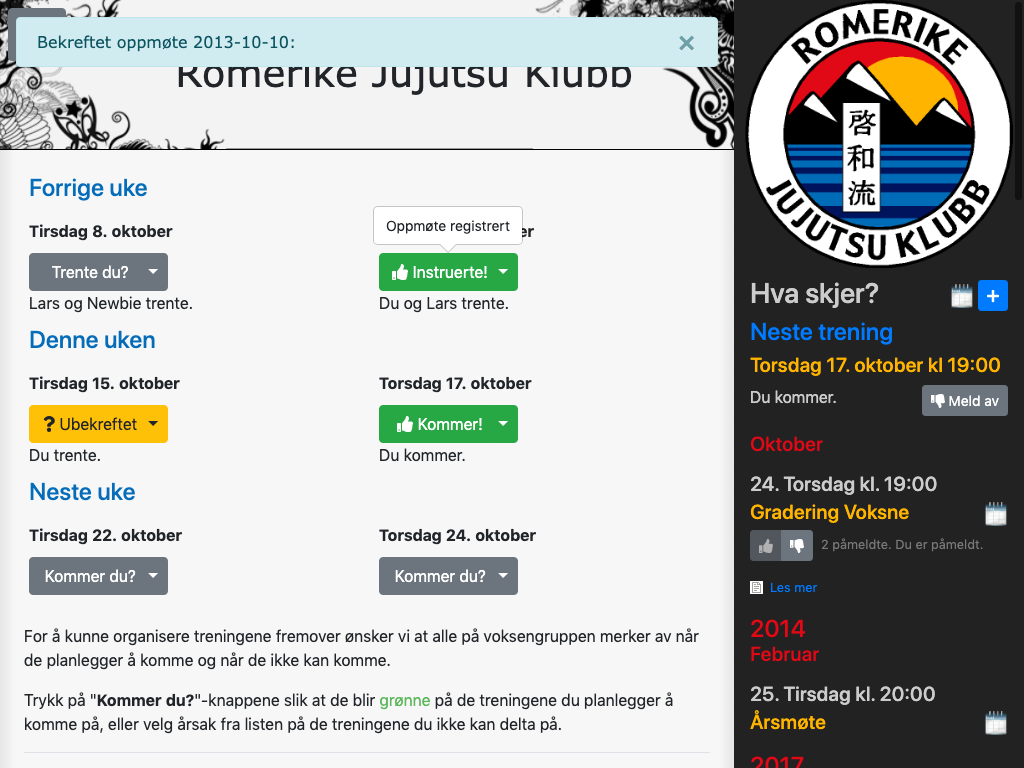 Bekreftet oppmøte 2013-10-10:
×
Romerike Jujutsu Klubb
Forrige uke
Tirsdag 8. oktober
Trente du?
Lars og Newbie trente.
Oppmøte registrert
er
Instruerte!
Du og Lars trente.
Denne uken
Tirsdag 15. oktober
? Ubekreftet
Du trente.
Torsdag 17. oktober
Kommer!
Du kommer.
Neste uke
Tirsdag 22. oktober
Kommer du?
Torsdag 24. oktober
Kommer du?
For å kunne organisere treningene fremover ønsker vi at alle på voksengruppen merker av når
de planlegger å komme og når de ikke kan komme.
Trykk på "Kommer du?"-knappene slik at de blir grønne på de treningene du planlegger å
komme på, eller velg årsak fra listen på de treningene du ikke kan delta på.
ROMERIKE
啓和流
JUJUTSU KLUBB
Hva skjer?
+
Neste trening
Torsdag 17. oktober kl 19:00
Du kommer.
Meld av
Oktober
24. Torsdag kl. 19:00
Gradering Voksne
2 påmeldte. Du er påmeldt.
Les mer
2014
Februar
25. Tirsdag kl. 20:00
Årsmøte
2017